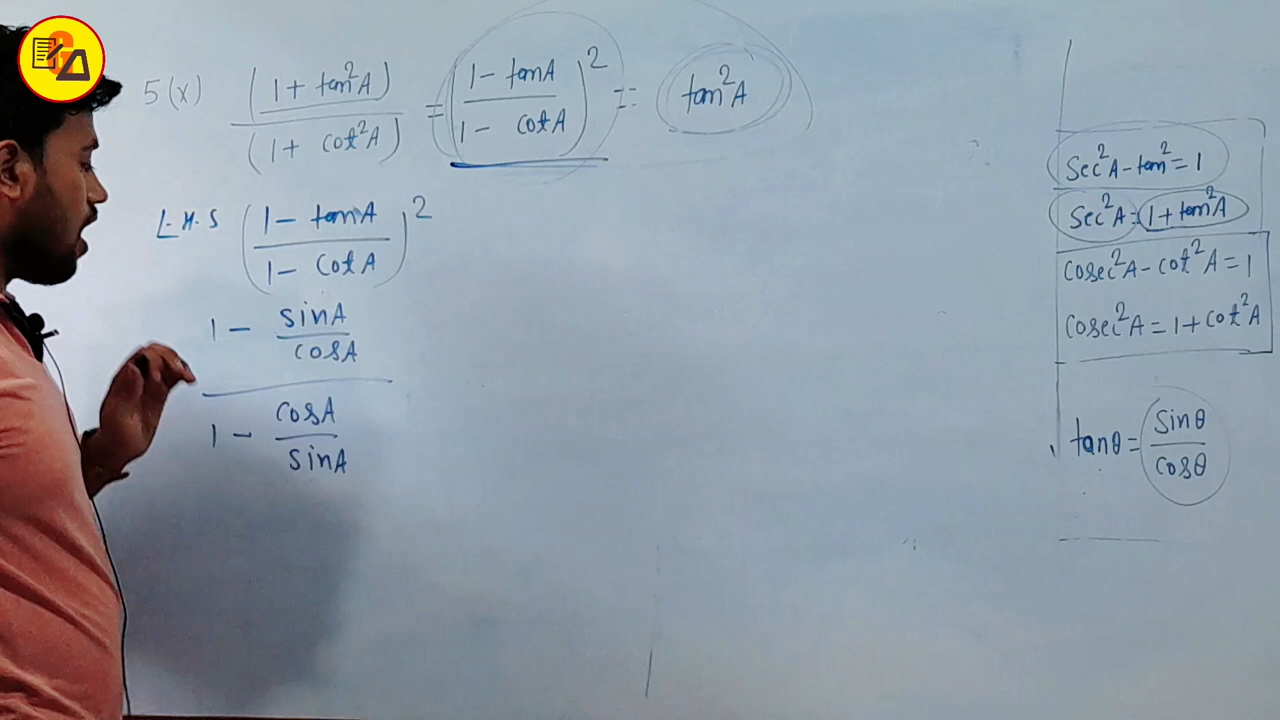 5(x) (1 + tan²A) / (1 + cot²A) = ((1 - tanA) / (1 - cotA))² = tan²A
L.H.S ((1 - tanA) / (1 - cotA))²
1 - sinA / cosA
1 - cosA / sinA
sec²A - tan² = 1
sec²A = 1 + tan²A
cosec²A - cot²A = 1
cosec²A = 1 + cot²A
tanθ = sinθ / cosθ